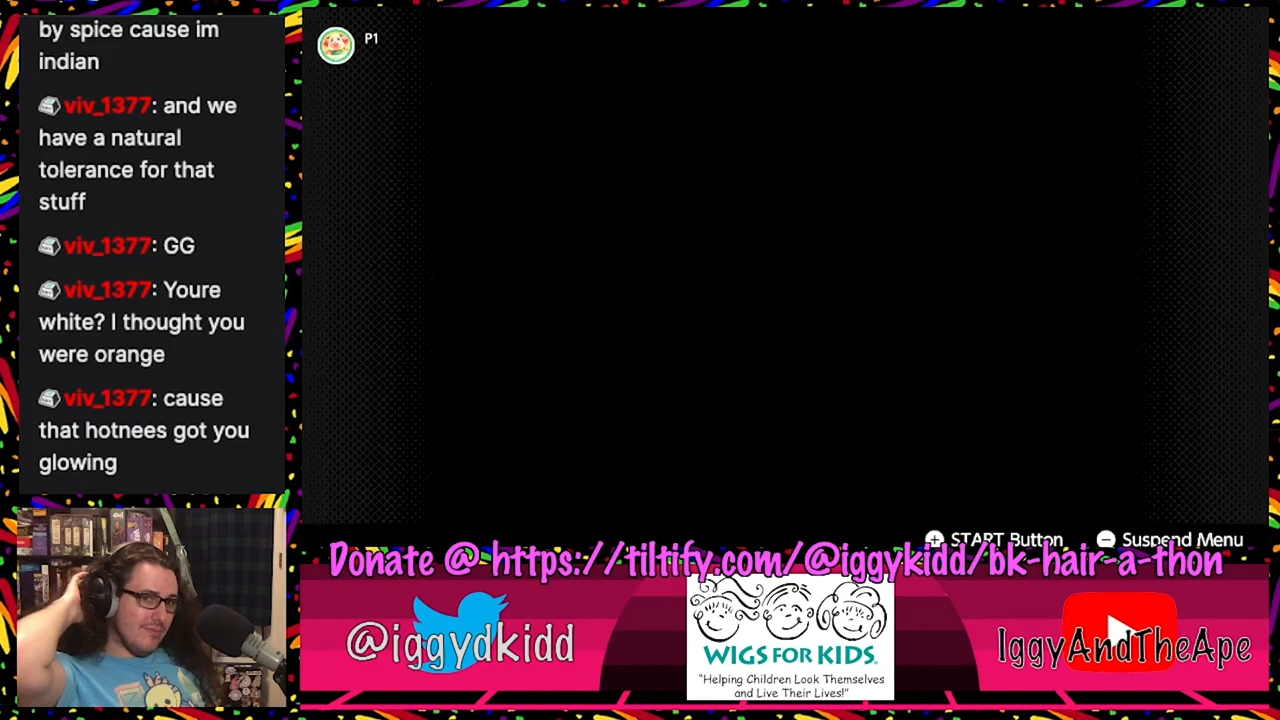 by spice cause im
indian
viv_1377: and we
have a natural
tolerance for that
stuff
viv_1377: GG
viv_1377: Youre
white? I thought you
were orange
viv_1377: cause
that hotnees got you
glowing
P1
START Button
Suspend Menu
Donate @ https://tiltify.com/@iggykidd/bk-hair-a-thon
@iggydkidd
WIGS FOR KIDS.
"Helping Children Look Themselves
and Live Their Lives!"
IggyAndTheApe